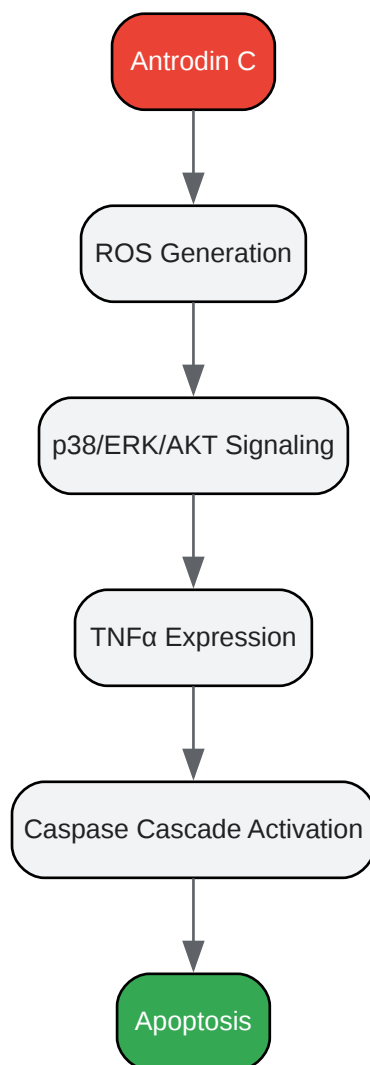 Antrodin C
ROS Generation
p38/ERK/AKT Signaling
TNFα Expression
Caspase Cascade Activation
Apoptosis